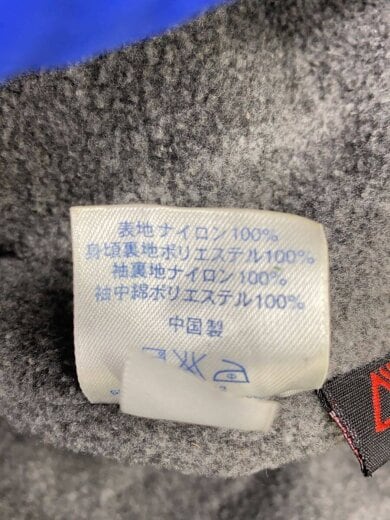 表地ナイロン100%
身頃裏地ポリエステル100%
袖裏地ナイロン100%
袖中綿ポリエステル100%
中国製